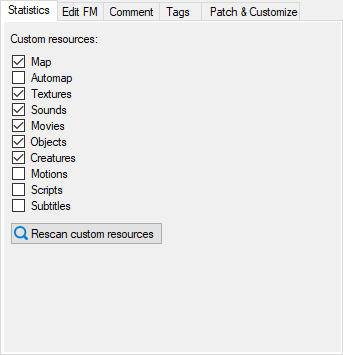 Statistics Edit FM Comment Tags Patch & Customize
Custom resources:
Map
Automap
Textures
Sounds
Movies
Objects
Creatures
Motions
Scripts
Subtitles
Rescan custom resources